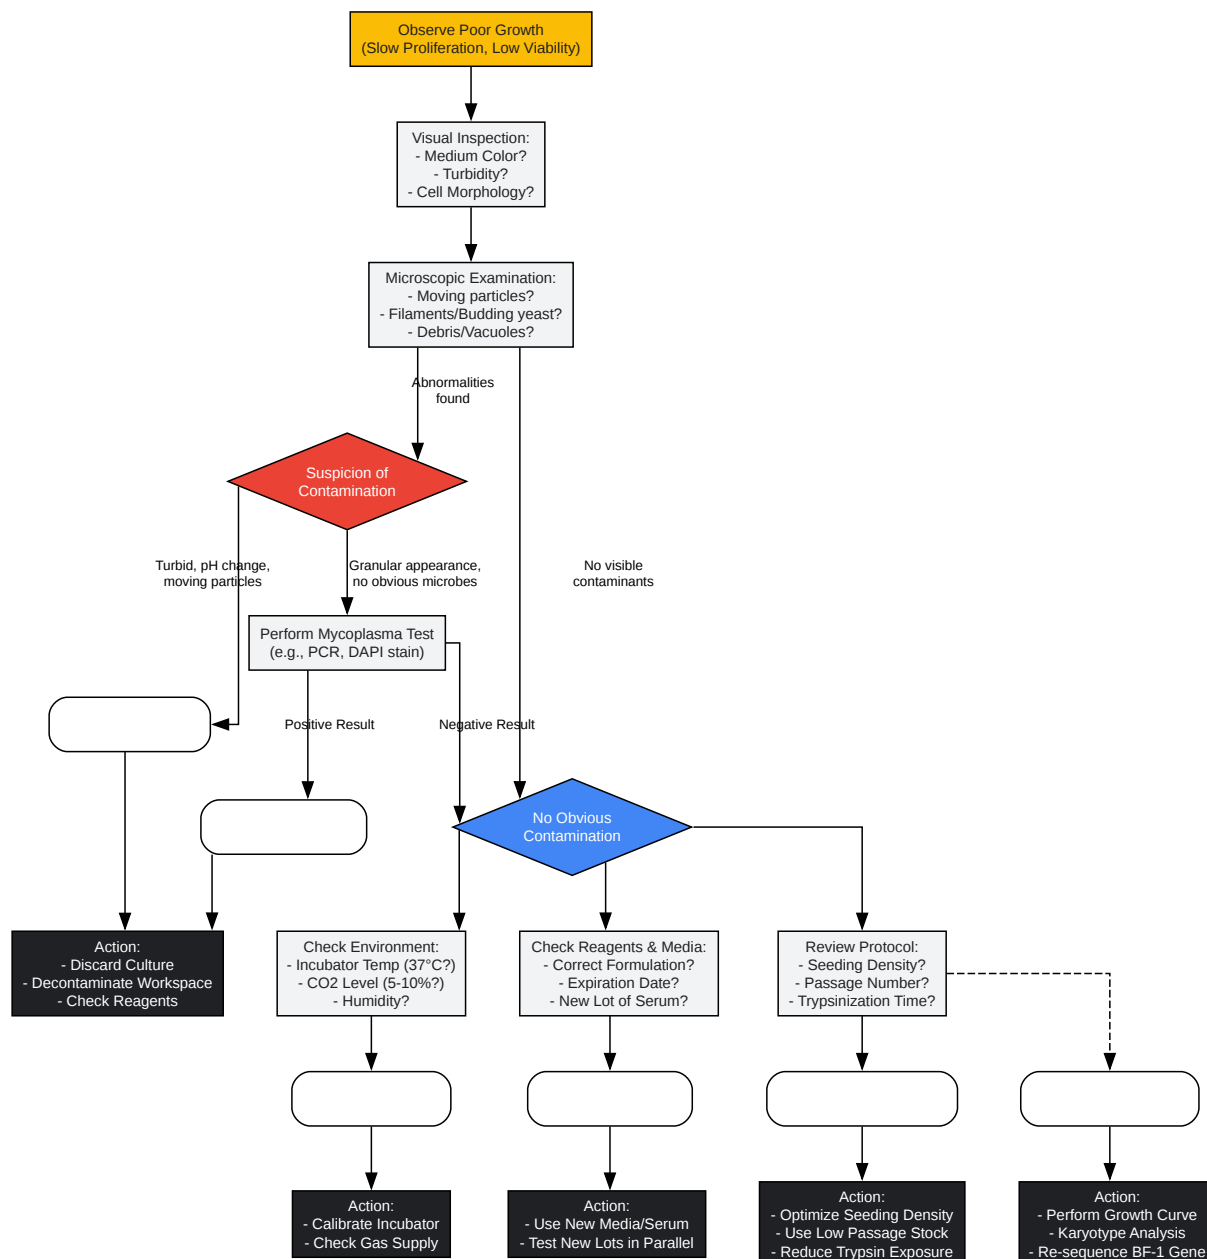 Observe Poor Growth
(Slow Proliferation, Low Viability)
Visual Inspection:
- Medium Color?
- Turbidity?
- Cell Morphology?
Microscopic Examination:
- Moving particles?
- Filaments/Budding yeast?
- Debris/Vacuoles?
Abnormalities
found
Suspicion of
Contamination
Turbid, pH change,
moving particles
Granular appearance,
no obvious microbes
No visible
contaminants
Perform Mycoplasma Test
(e.g., PCR, DAPI stain)
Positive Result
Negative Result
No Obvious
Contamination
Action:
- Discard Culture
- Decontaminate Workspace
- Check Reagents
Check Environment:
- Incubator Temp (37°C?)
- CO2 Level (5-10%?)
- Humidity?
Check Reagents & Media:
- Correct Formulation?
- Expiration Date?
- New Lot of Serum?
Review Protocol:
- Seeding Density?
- Passage Number?
- Trypsinization Time?
Action:
- Calibrate Incubator
- Check Gas Supply
Action:
- Use New Media/Serum
- Test New Lots in Parallel
Action:
- Optimize Seeding Density
- Use Low Passage Stock
- Reduce Trypsin Exposure
Action:
- Perform Growth Curve
- Karyotype Analysis
- Re-sequence BF-1 Gene